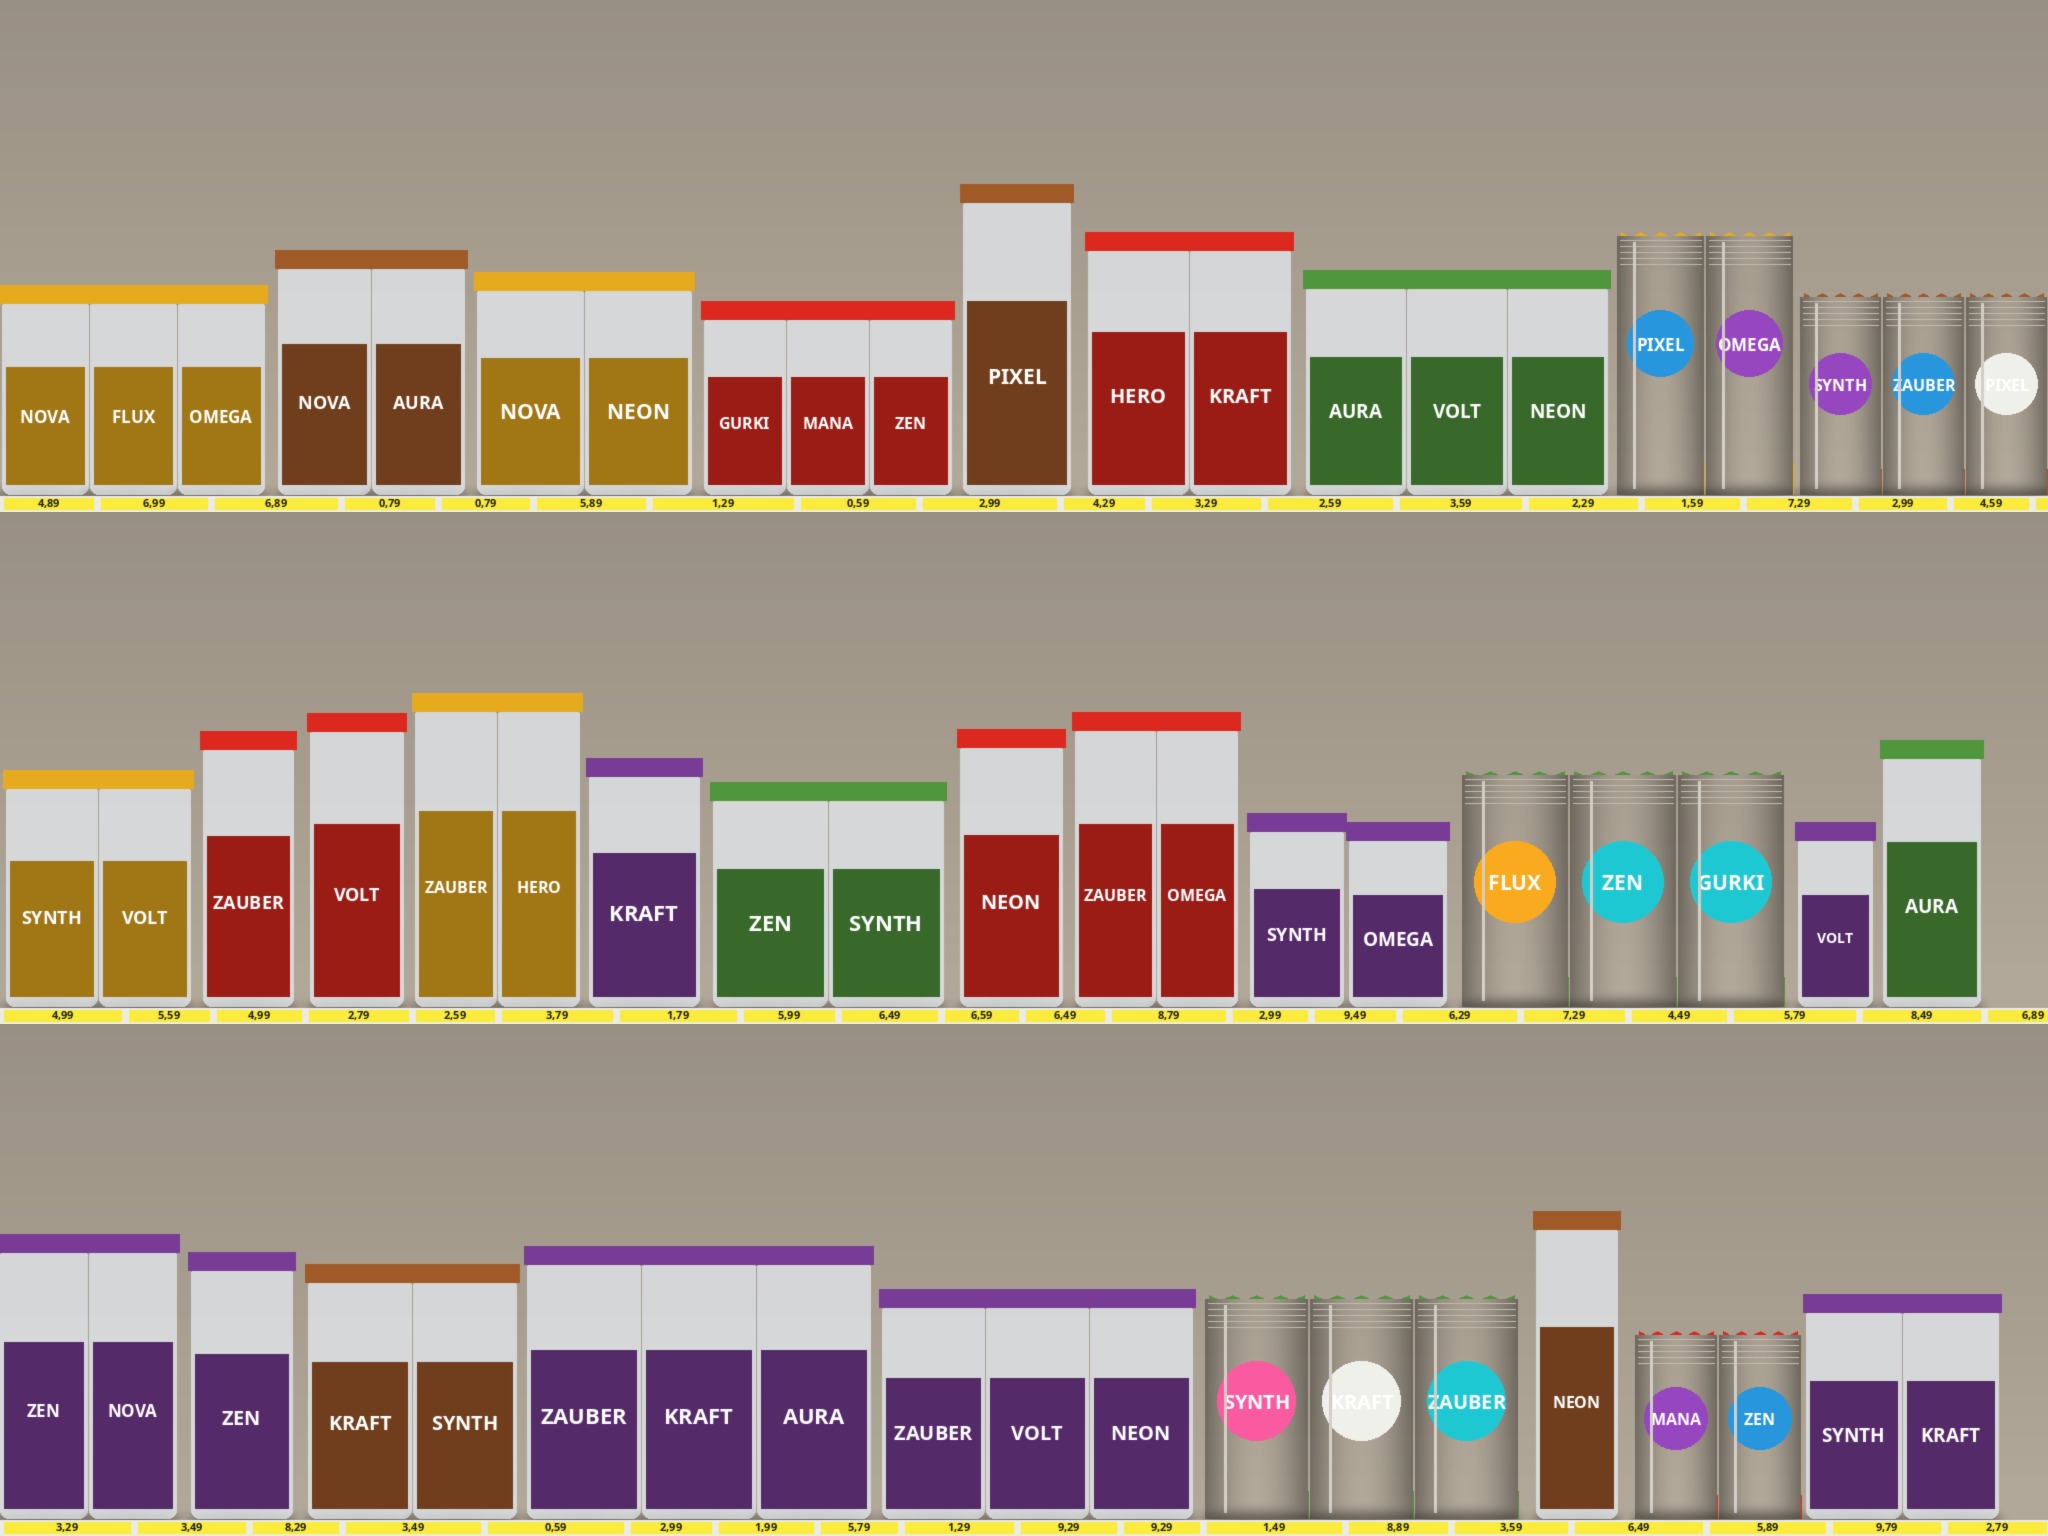 NOVA FLUX OMEGA NOVA AURA NOVA NEON GURKI MANA ZEN PIXEL HERO KRAFT AURA VOLT NEON PIXEL OMEGA SYNTH ZAUBER PIXEL
4,89 6,99 6,89 0,79 0,79 5,89 1,29 0,59 2,99 4,29 3,29 2,59 3,59 2,29 1,59 7,29 2,99 4,59
SYNTH VOLT ZAUBER VOLT ZAUBER HERO KRAFT ZEN SYNTH NEON ZAUBER OMEGA SYNTH OMEGA FLUX ZEN GURKI VOLT AURA
4,99 5,59 4,99 2,79 2,59 3,79 1,79 5,99 6,49 6,59 6,49 8,79 2,99 9,49 6,29 7,29 4,49 5,79 8,49 6,89
ZEN NOVA ZEN KRAFT SYNTH ZAUBER KRAFT AURA ZAUBER VOLT NEON SYNTH KRAFT ZAUBER NEON MANA ZEN SYNTH KRAFT
3,29 3,49 8,29 3,49 0,59 2,99 1,99 5,79 1,29 9,29 9,29 1,49 8,89 3,59 6,49 5,89 9,79 2,79